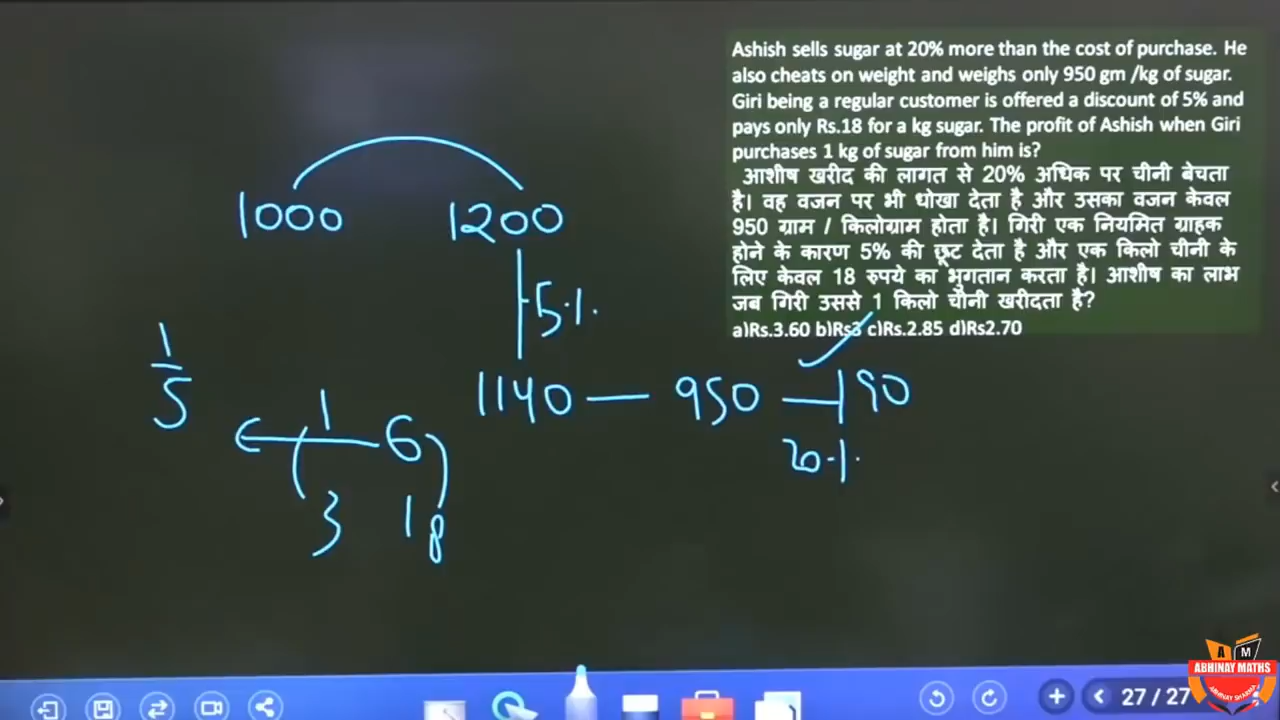 Ashish sells sugar at 20% more than the cost of purchase. He
also cheats on weight and weighs only 950 gm /kg of sugar.
Giri being a regular customer is offered a discount of 5% and
pays only Rs.18 for a kg sugar. The profit of Ashish when Giri
purchases 1 kg of sugar from him is?
आशीष खरीद की लागत से 20% अधिक पर चीनी बेचता
है। वह वजन पर भी धोखा देता है और उसका वजन केवल
950 ग्राम / किलोग्राम होता है। गिरी एक नियमित ग्राहक
होने के कारण 5% की छूट देता है और एक किलो चीनी के
लिए केवल 18 रुपये का भुगतान करता है। आशीष का लाभ
जब गिरी उससे 1 किलो चीनी खरीदता है?
a)Rs.3.60 b)Rs3 c)Rs.2.85 d)Rs2.70
1000 1200
5%
1140 — 950 — 190
20%
1/5
1 6
3 18
27 / 27
A M
ABHINAY MATHS
ABHINAY SHARMA